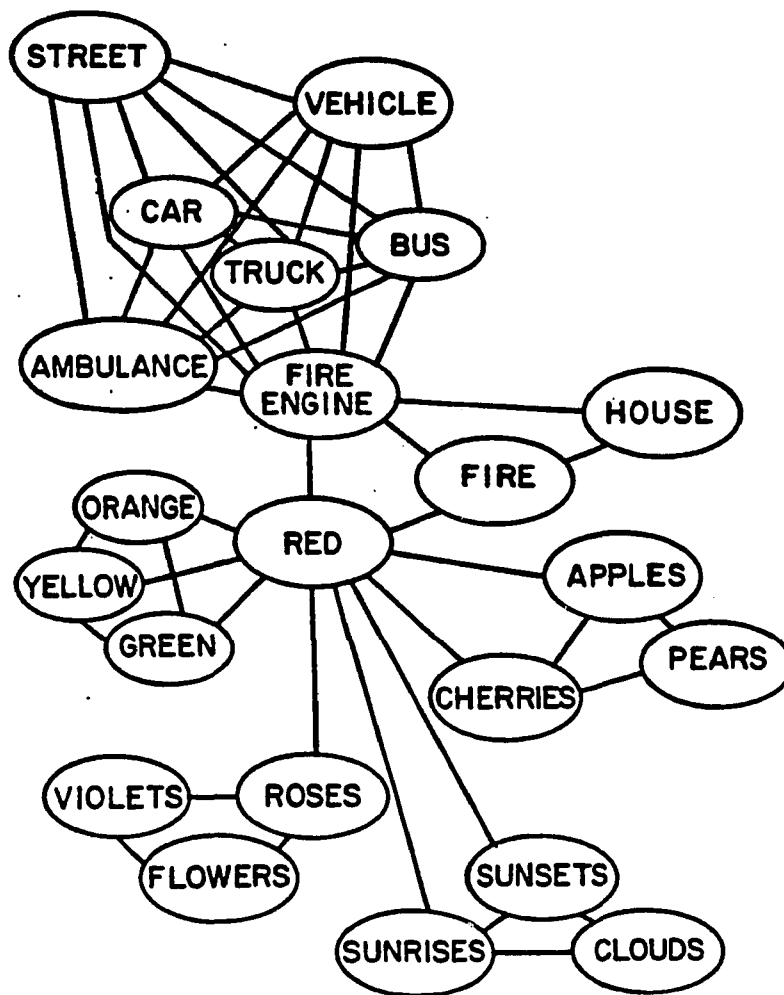 STREET
VEHICLE
CAR
BUS
TRUCK
AMBULANCE
FIRE
ENGINE
HOUSE
FIRE
ORANGE
RED
YELLOW
APPLES
GREEN
PEARS
CHERRIES
VIOLETS
ROSES
FLOWERS
SUNSETS
SUNRISES
CLOUDS